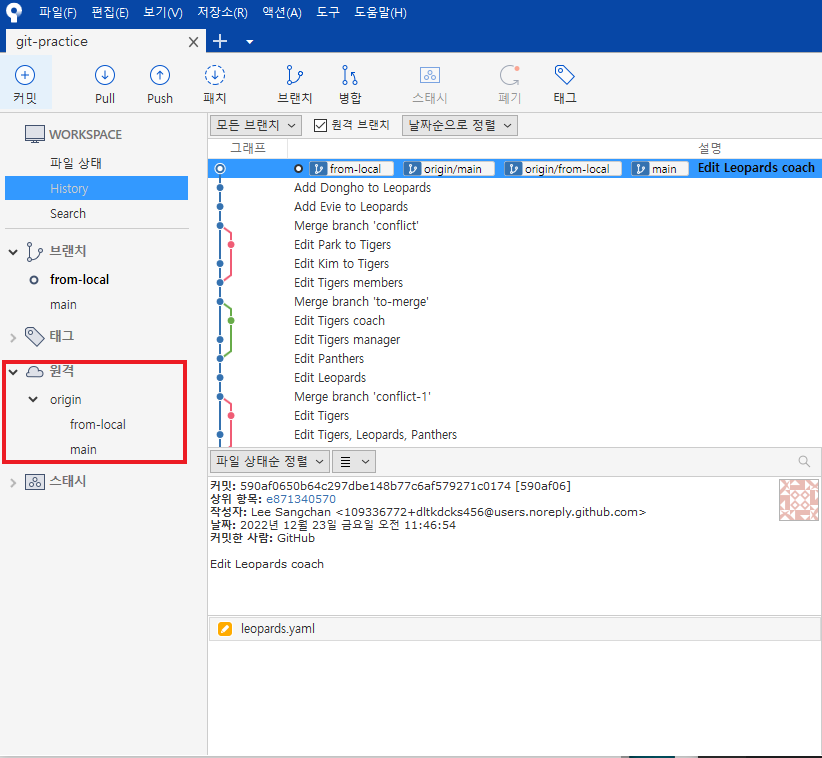 파일(F) 편집(E) 보기(V) 저장소(R) 액션(A) 도구 도움말(H)
git-practice
커밋 Pull Push 패치 브랜치 병합 스태시 폐기 태그
WORKSPACE
파일 상태
History
Search
브랜치
from-local
main
태그
원격
origin
from-local
main
스태시
모든 브랜치 원격 브랜치 날짜순으로 정렬
그래프 설명
from-local origin/main origin/from-local main Edit Leopards coach
Add Dongho to Leopards
Add Evie to Leopards
Merge branch 'conflict'
Edit Park to Tigers
Edit Kim to Tigers
Edit Tigers members
Merge branch 'to-merge'
Edit Tigers coach
Edit Tigers manager
Edit Panthers
Edit Leopards
Merge branch 'conflict-1'
Edit Tigers
Edit Tigers, Leopards, Panthers
파일 상태순 정렬
커밋: 590af0650b64c297dbe148b77c6af579271c0174 [590af06]
상위 항목: e871340570
작성자: Lee Sangchan <109336772+dltkdcks456@users.noreply.github.com>
날짜: 2022년 12월 23일 금요일 오전 11:46:54
커밋한 사람: GitHub
Edit Leopards coach
leopards.yaml